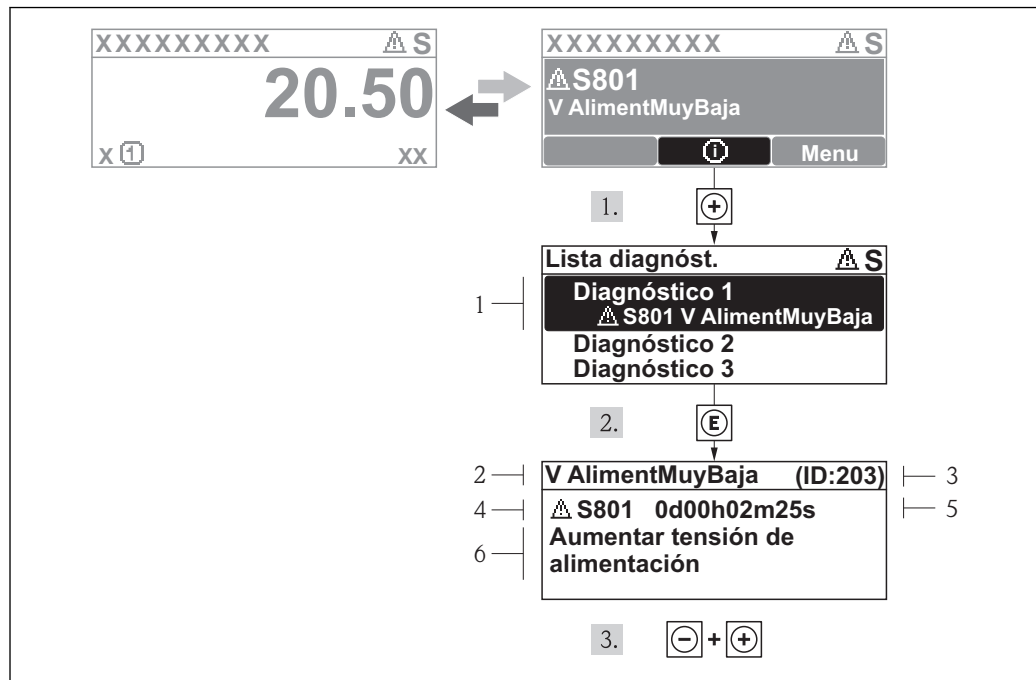 XXXXXXXXX ⚠ S
20.50
x ① xx
XXXXXXXXX ⚠ S
⚠ S801
V AlimentMuyBaja
ⓘ Menu
1. +
Lista diagnóst. ⚠ S
1
Diagnóstico 1
⚠ S801 V AlimentMuyBaja
Diagnóstico 2
Diagnóstico 3
2. E
2 V AlimentMuyBaja (ID:203) 3
4 ⚠ S801 0d00h02m25s 5
6 Aumentar tensión de
alimentación
3. - + +